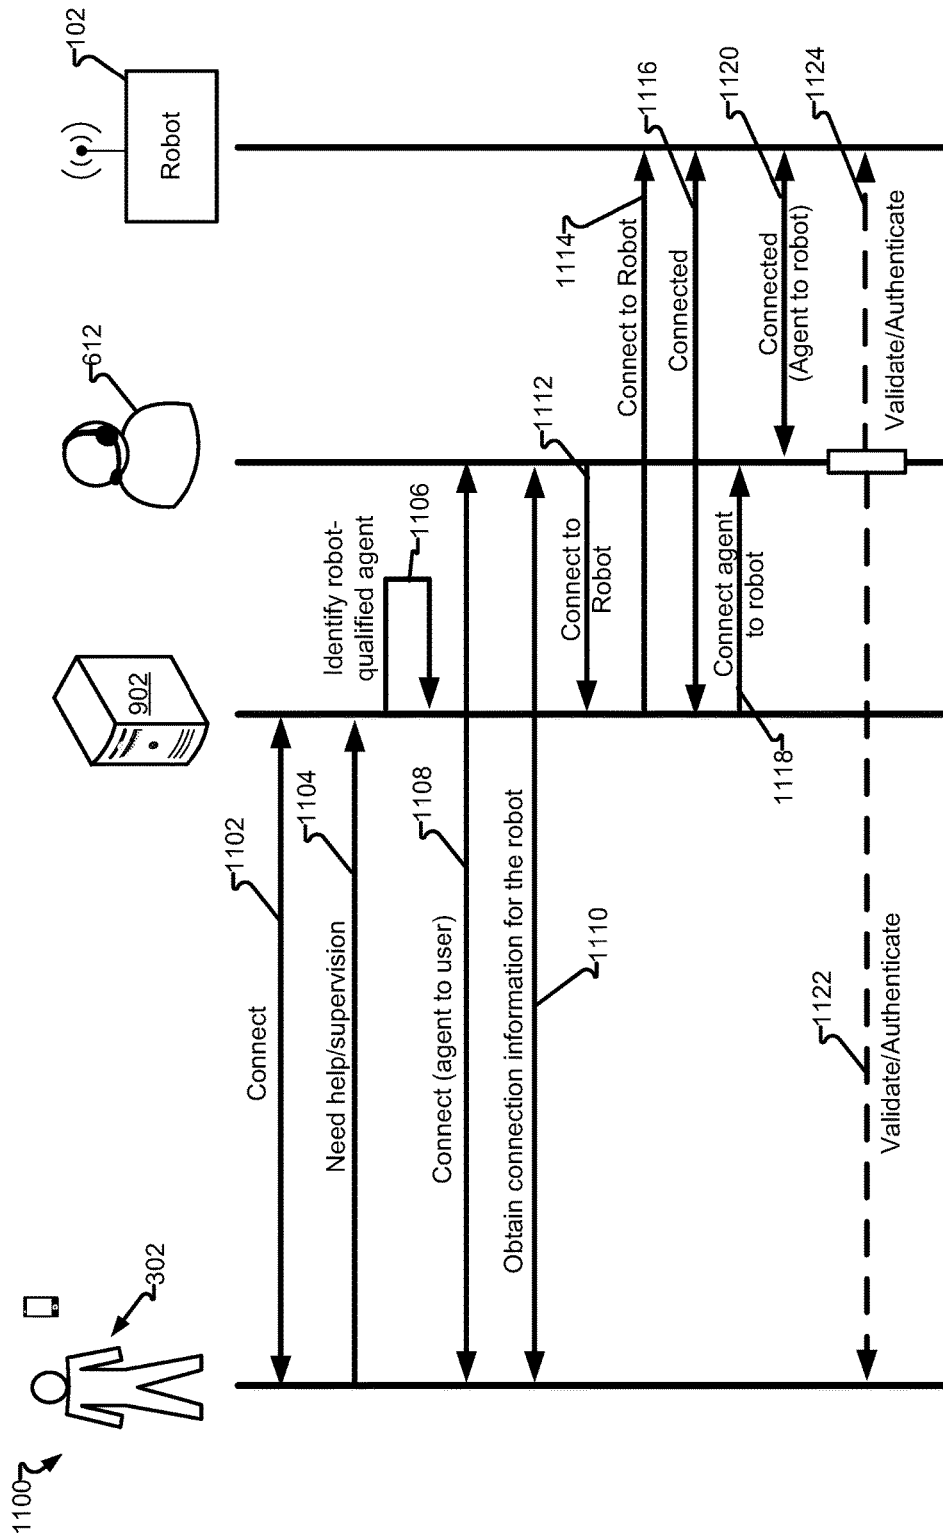 1100
302
902
612
102
Robot
1102
Connect
1104
Need help/supervision
Identify robot-
qualified agent
1106
1108
Connect (agent to user)
Obtain connection information for the robot
1110
1112
Connect to
Robot
1114
Connect to Robot
1116
Connected
Connect agent
to robot
1118
1120
Connected
(Agent to robot)
1122
Validate/Authenticate
1124
Validate/Authenticate